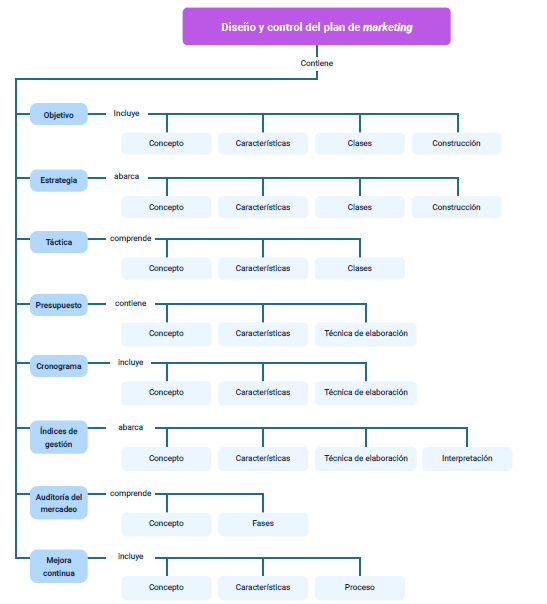 Diseño y control del plan de marketing
Contiene
Objetivo Incluye
Concepto Características Clases Construcción
Estrategia abarca
Concepto Características Clases Construcción
Táctica comprende
Concepto Características Clases
Presupuesto contiene
Concepto Características Técnica de elaboración
Cronograma incluye
Concepto Características Técnica de elaboración
Índices de
gestión
abarca
Concepto Características Técnica de elaboración Interpretación
Auditoría del
mercadeo
comprende
Concepto Fases
Mejora
continua
incluye
Concepto Características Proceso